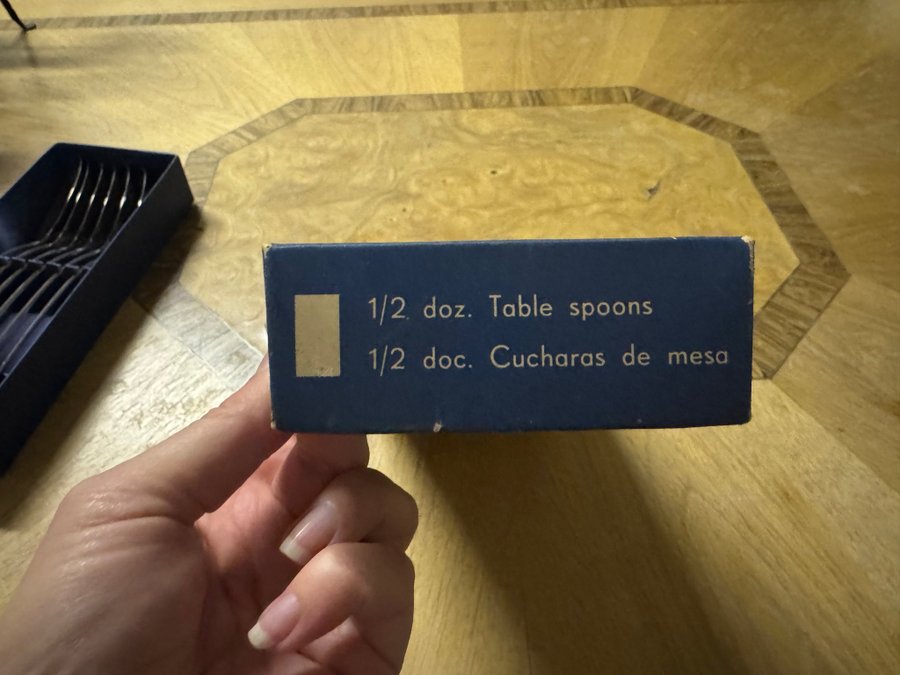 1/2 doz. Table spoons
1/2 doc. Cucharas de mesa